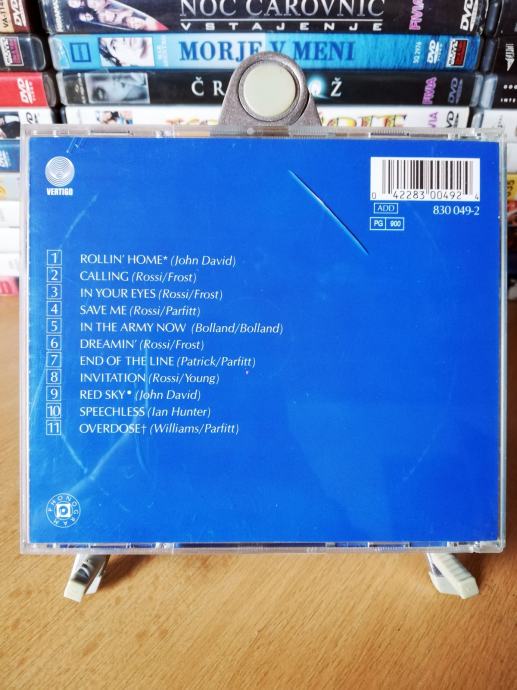 NOČ ČAROVNIC
VSTAJENJE
FIVIA
DVD
MORJE V MENI
DVD
VERTIGO
0 42283 00492 4
ADD
830 049-2
PG 900
1 ROLLIN' HOME* (John David)
2 CALLING (Rossi/Frost)
3 IN YOUR EYES (Rossi/Frost)
4 SAVE ME (Rossi/Parfitt)
5 IN THE ARMY NOW (Bolland/Bolland)
6 DREAMIN' (Rossi/Frost)
7 END OF THE LINE (Patrick/Parfitt)
8 INVITATION (Rossi/Young)
9 RED SKY* (John David)
10 SPEECHLESS (Ian Hunter)
11 OVERDOSE† (Williams/Parfitt)
PHONOGRAM